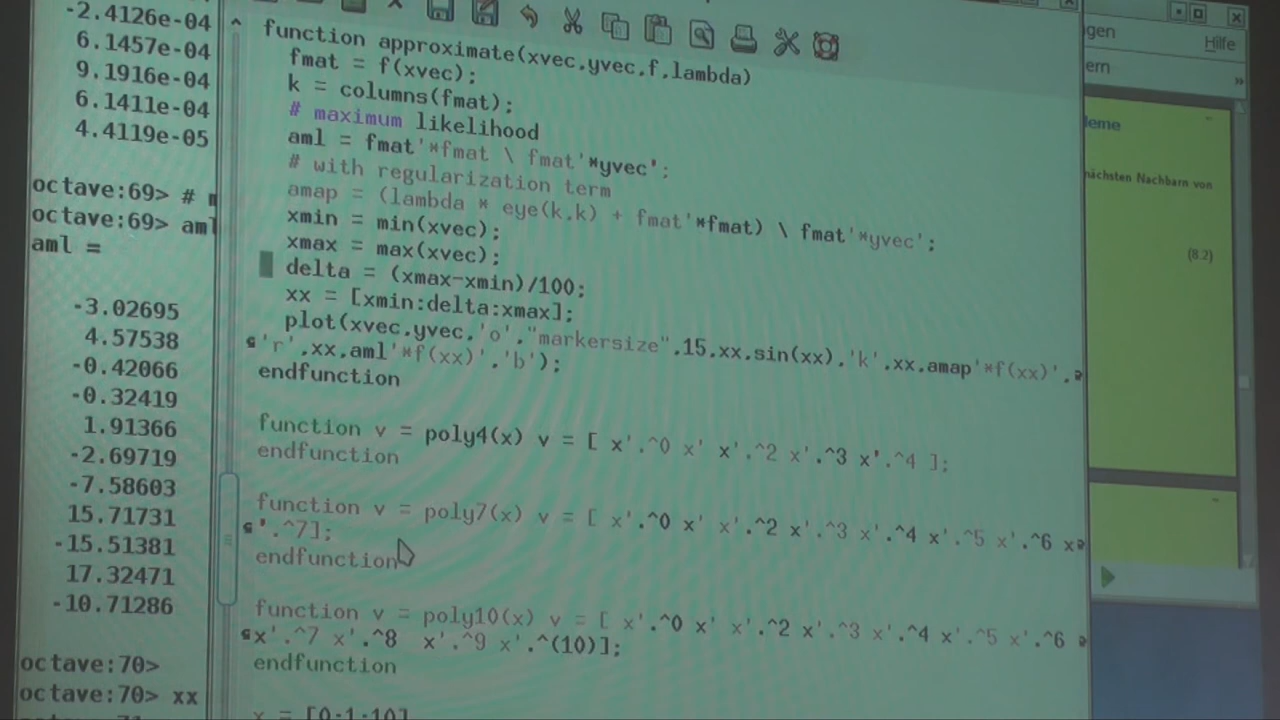 -2.4126e-04
6.1457e-04
9.1916e-04
6.1411e-04
4.4119e-05
octave:69> #
octave:69> aml
aml =
-3.02695
4.57538
-0.42066
-0.32419
1.91366
-2.69719
-7.58603
15.71731
-15.51381
17.32471
-10.71286
octave:70>
octave:70> xx
function approximate(xvec,yvec,f,lambda)
fmat = f(xvec);
k = columns(fmat);
# maximum likelihood
aml = fmat'*fmat \ fmat'*yvec';
# with regularization term
amap = (lambda * eye(k,k) + fmat'*fmat) \ fmat'*yvec';
xmin = min(xvec);
xmax = max(xvec);
delta = (xmax-xmin)/100;
xx = [xmin:delta:xmax];
plot(xvec,yvec,'o',"markersize",15,xx,sin(xx),'k',xx,amap'*f(xx)',
'r',xx,aml'*f(xx)','b');
endfunction
function v = poly4(x) v = [ x'.^0 x' x'.^2 x'.^3 x'.^4 ];
endfunction
function v = poly7(x) v = [ x'.^0 x' x'.^2 x'.^3 x'.^4 x'.^5 x'.^6 x
'.^7];
endfunction
function v = poly10(x) v = [ x'.^0 x' x'.^2 x'.^3 x'.^4 x'.^5 x'.^6
x'.^7 x'.^8  x'.^9 x'.^(10)];
endfunction
x = [0:1:10]
gen
Hilfe
ern
»
leme
nächsten Nachbarn von
(8.2)